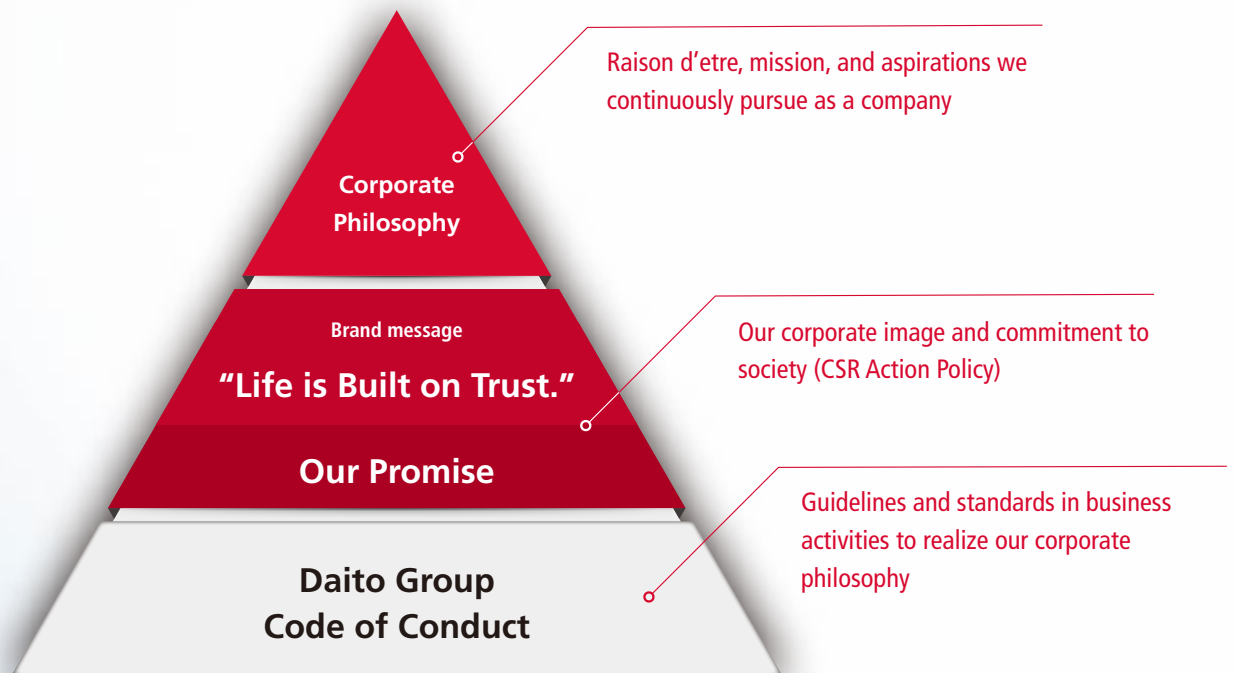 Raison d’etre, mission, and aspirations we
continuously pursue as a company
Corporate
Philosophy
Brand message
“Life is Built on Trust.”
Our corporate image and commitment to
society (CSR Action Policy)
Our Promise
Guidelines and standards in business
activities to realize our corporate
philosophy
Daito Group
Code of Conduct